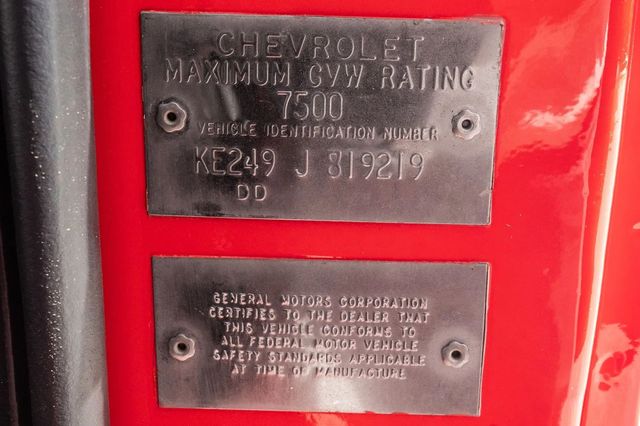 CHEVROLET
MAXIMUM GVW RATING
7500
VEHICLE IDENTIFICATION NUMBER
KE249 J 819219
DD
GENERAL MOTORS CORPORATION
CERTIFIES TO THE DEALER THAT
THIS VEHICLE CONFORMS TO
ALL FEDERAL MOTOR VEHICLE
SAFETY STANDARDS APPLICABLE
AT TIME OF MANUFACTURE